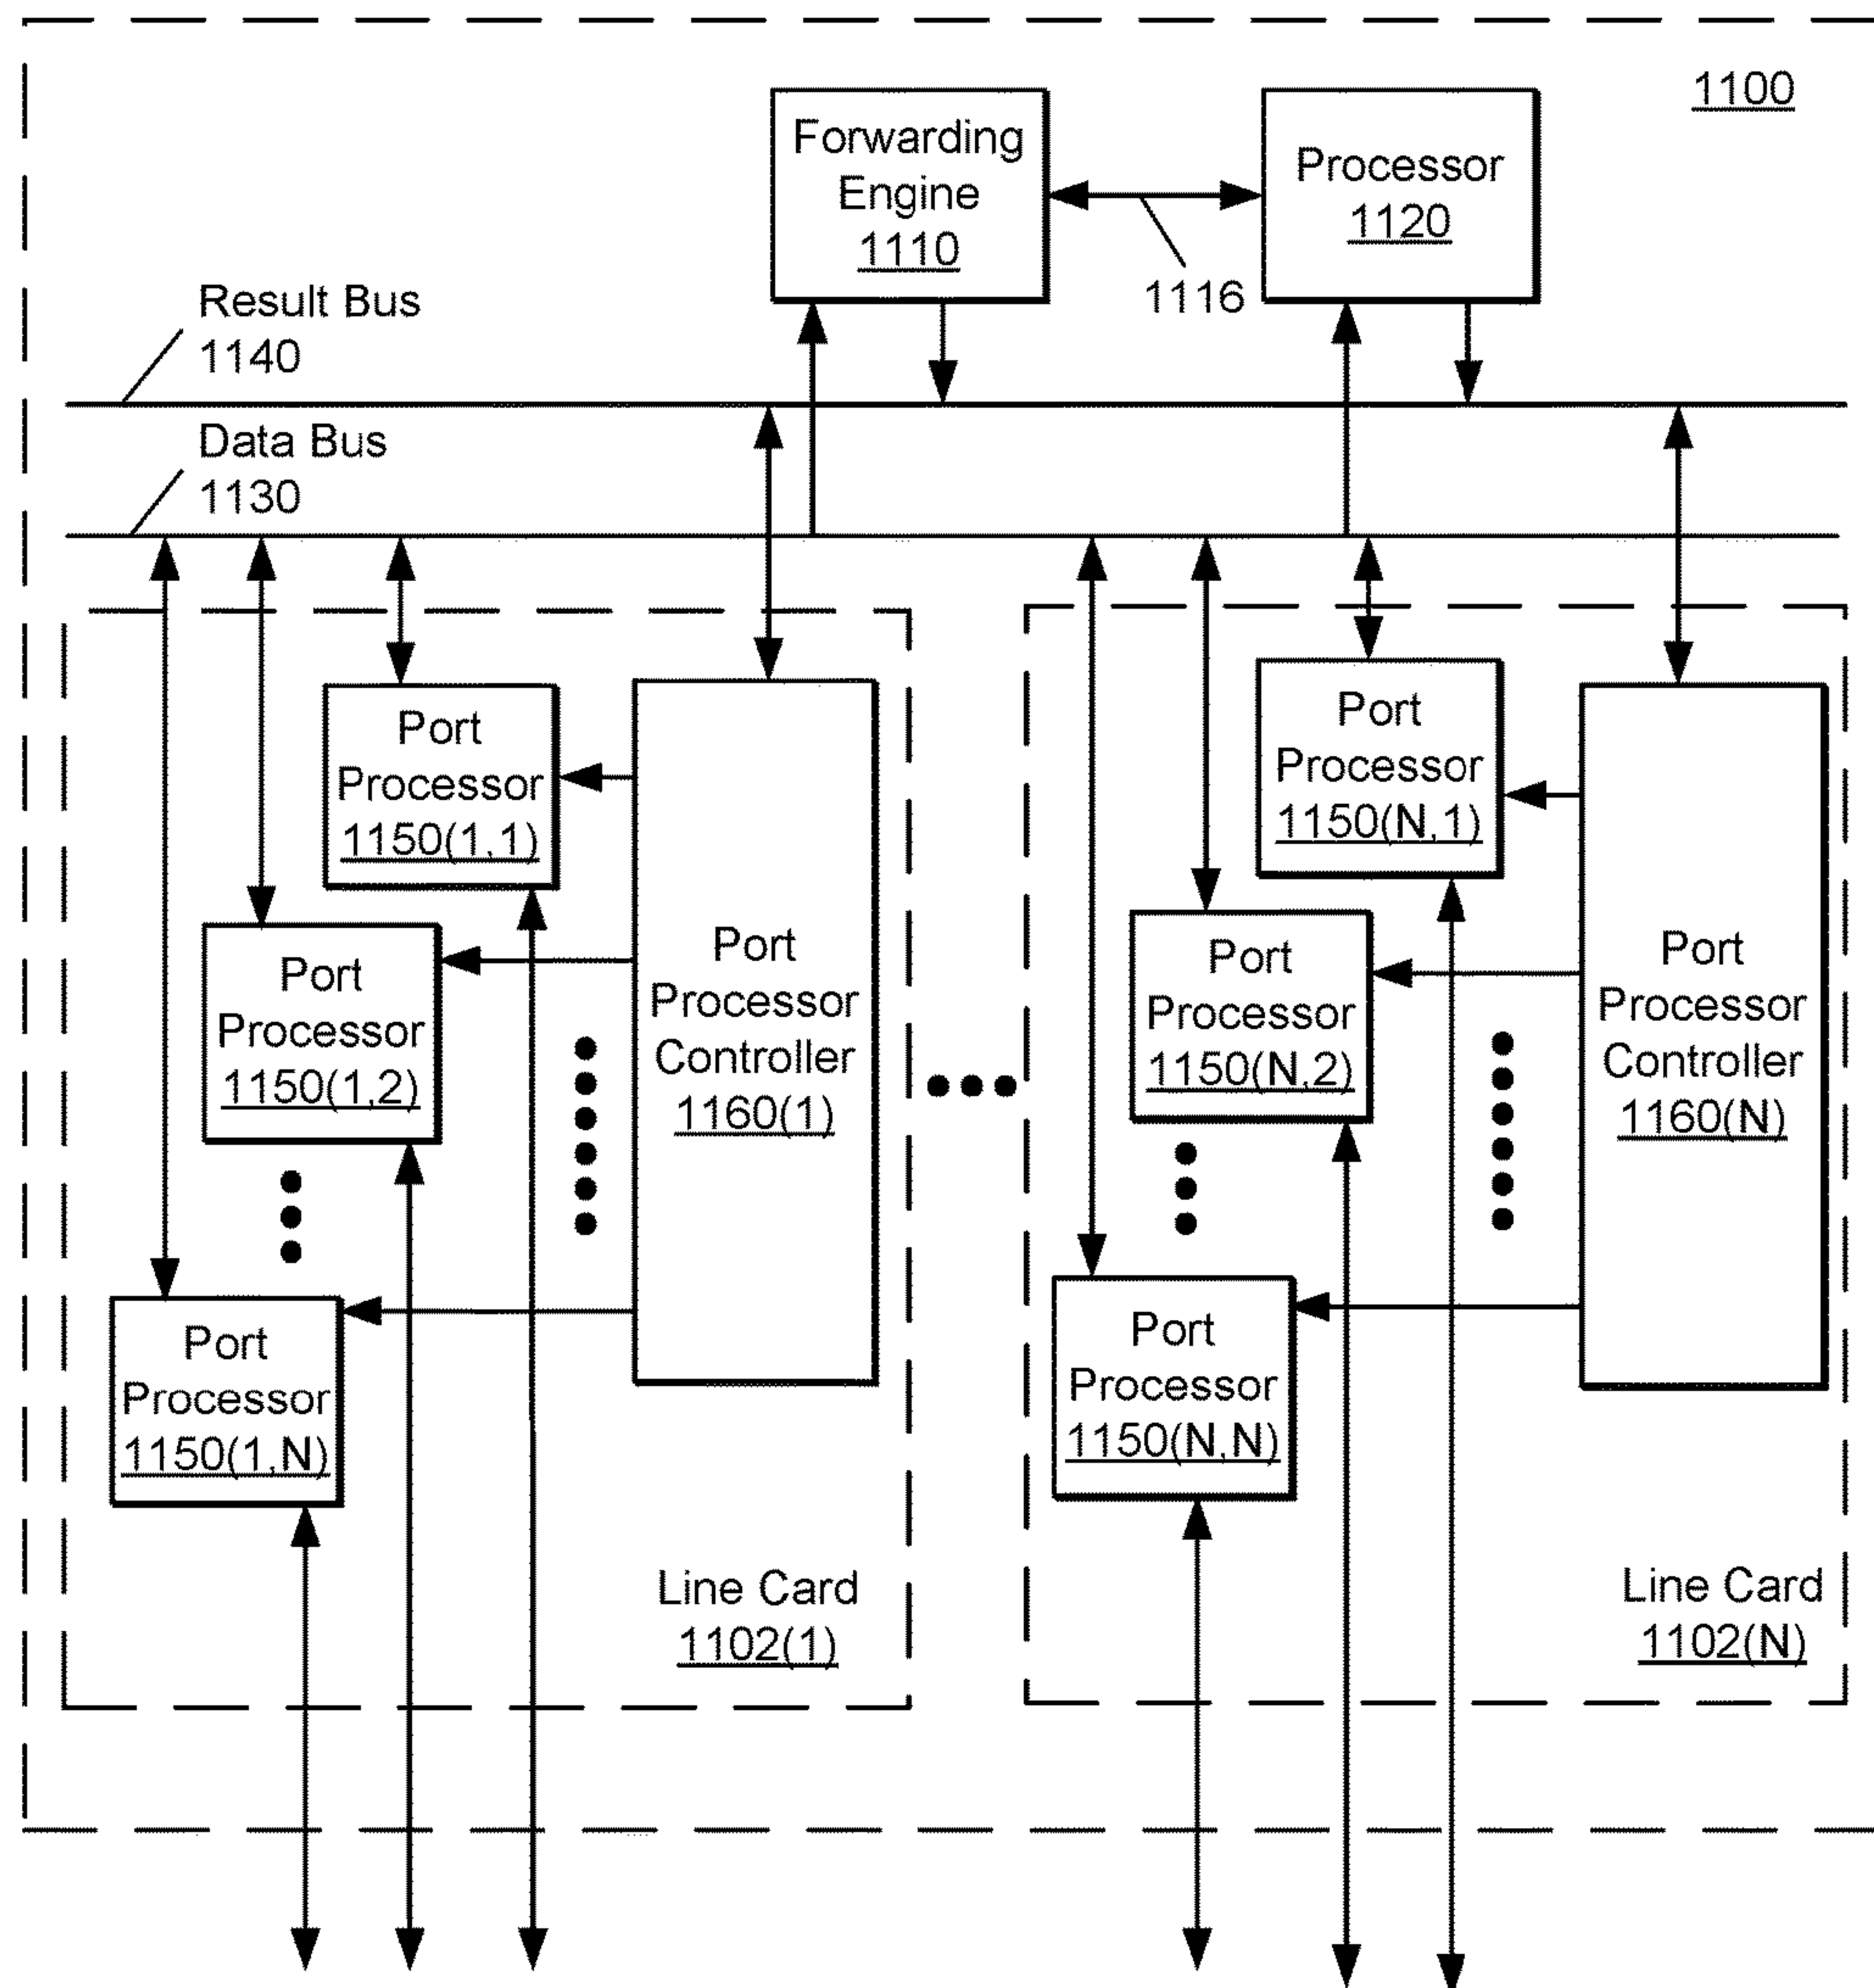 1100
Forwarding
Engine
1110
Processor
1120
1116
Result Bus
1140
Data Bus
1130
Port
Processor
1150(1,1)
Port
Processor
1150(1,2)
Port
Processor
1150(1,N)
Port
Processor
Controller
1160(1)
Line Card
1102(1)
Port
Processor
1150(N,1)
Port
Processor
1150(N,2)
Port
Processor
1150(N,N)
Port
Processor
Controller
1160(N)
Line Card
1102(N)